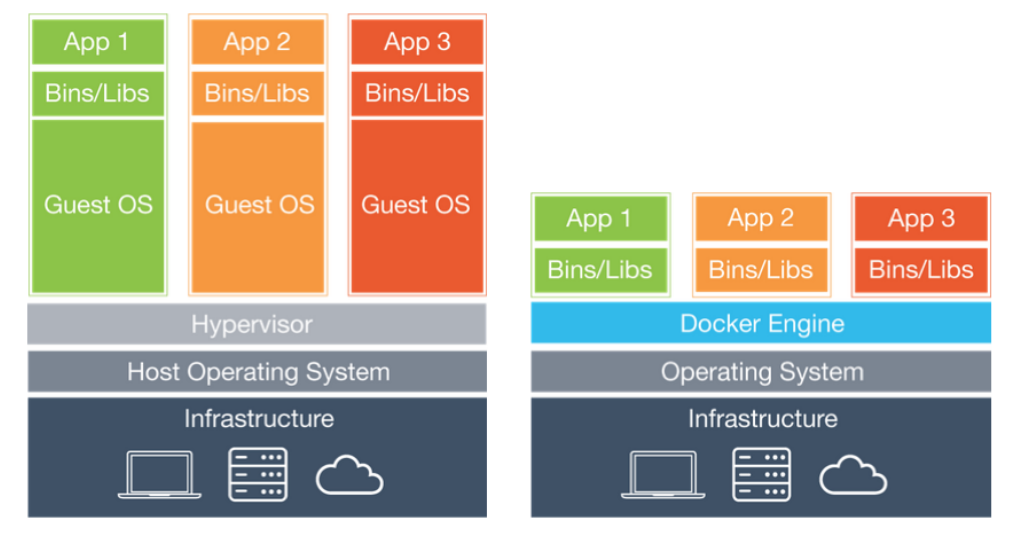 App 1
App 2
App 3
Bins/Libs
Bins/Libs
Bins/Libs
Guest OS
Guest OS
Guest OS
Hypervisor
Host Operating System
Infrastructure
App 1
App 2
App 3
Bins/Libs
Bins/Libs
Bins/Libs
Docker Engine
Operating System
Infrastructure